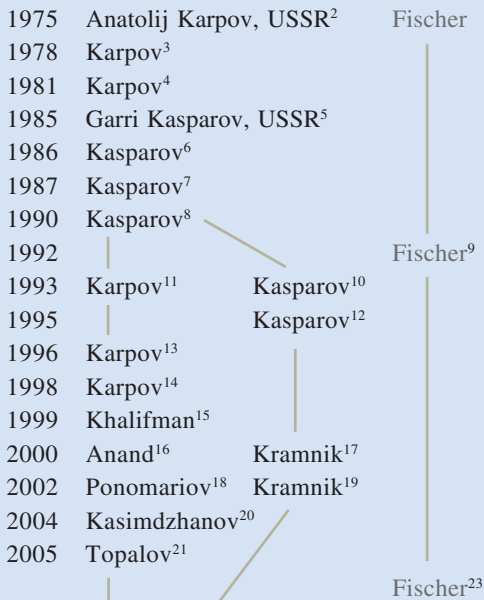 1975 Anatolij Karpov, USSR² Fischer
1978 Karpov³
1981 Karpov⁴
1985 Garri Kasparov, USSR⁵
1986 Kasparov⁶
1987 Kasparov⁷
1990 Kasparov⁸
1992 Fischer⁹
1993 Karpov¹¹ Kasparov¹⁰
1995 Kasparov¹²
1996 Karpov¹³
1998 Karpov¹⁴
1999 Khalifman¹⁵
2000 Anand¹⁶ Kramnik¹⁷
2002 Ponomariov¹⁸ Kramnik¹⁹
2004 Kasimdzhanov²⁰
2005 Topalov²¹
Fischer²³